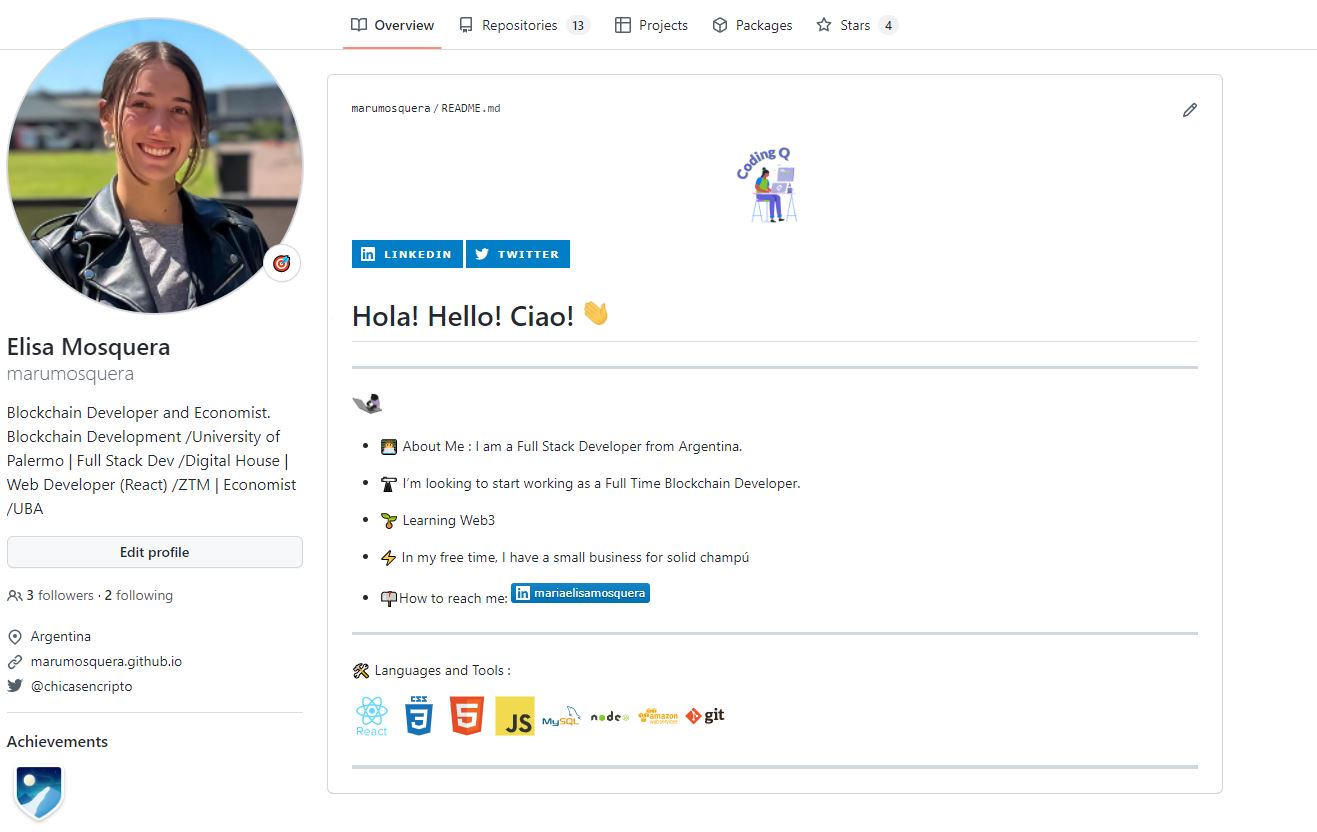 Overview Repositories 13 Projects Packages Stars 4
marumosquera / README.md
Coding Q
LINKEDIN TWITTER
Hola! Hello! Ciao!
About Me : I am a Full Stack Developer from Argentina.
I'm looking to start working as a Full Time Blockchain Developer.
Learning Web3
In my free time, I have a small business for solid champú
How to reach me: in mariaelisamosquera
Languages and Tools :
React CSS 3 5 JS MySQL node amazon web services git
Elisa Mosquera
marumosquera
Blockchain Developer and Economist.
Blockchain Development /University of
Palermo | Full Stack Dev /Digital House |
Web Developer (React) /ZTM | Economist
/UBA
Edit profile
3 followers · 2 following
Argentina
marumosquera.github.io
@chicasencripto
Achievements